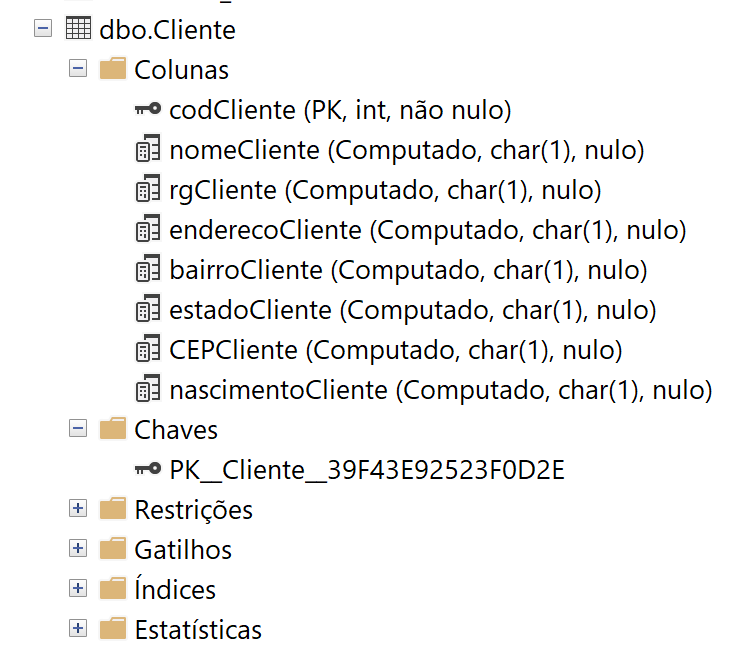 dbo.Cliente
Colunas
codCliente (PK, int, não nulo)
nomeCliente (Computado, char(1), nulo)
rgCliente (Computado, char(1), nulo)
enderecoCliente (Computado, char(1), nulo)
bairroCliente (Computado, char(1), nulo)
estadoCliente (Computado, char(1), nulo)
CEPCliente (Computado, char(1), nulo)
nascimentoCliente (Computado, char(1), nulo)
Chaves
PK__Cliente__39F43E92523F0D2E
Restrições
Gatilhos
Índices
Estatísticas